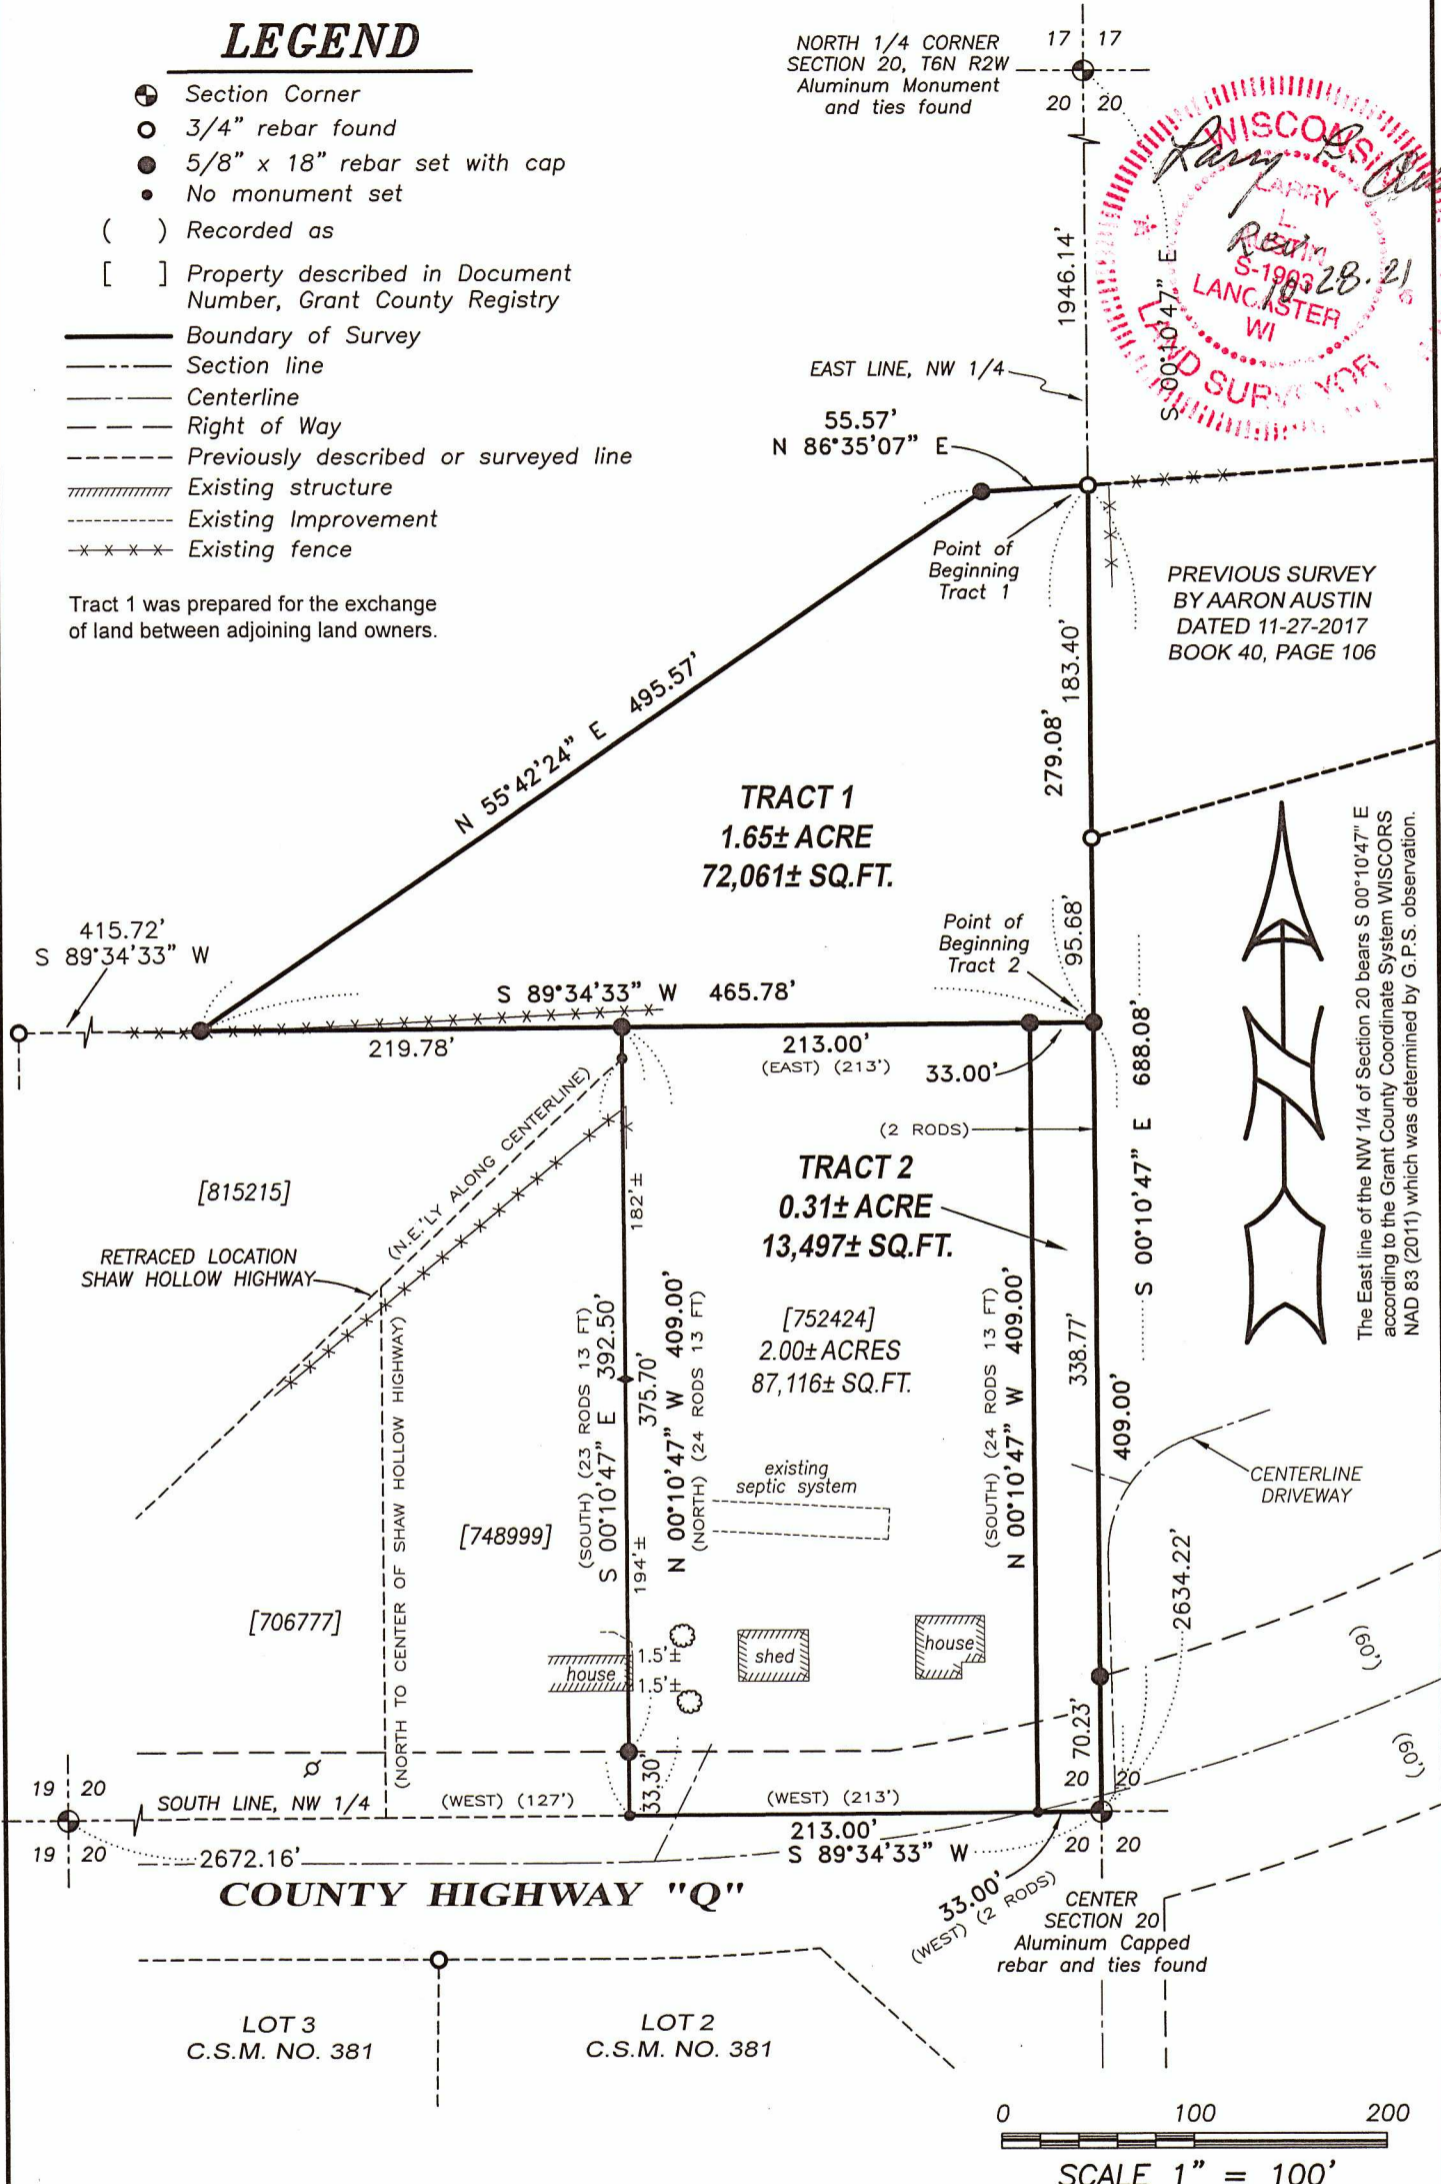 LEGEND
Section Corner
3/4" rebar found
5/8" x 18" rebar set with cap
No monument set
( ) Recorded as
[ ] Property described in Document
Number, Grant County Registry
Boundary of Survey
Section line
Centerline
Right of Way
Previously described or surveyed line
Existing structure
Existing Improvement
Existing fence
Tract 1 was prepared for the exchange
of land between adjoining land owners.
NORTH 1/4 CORNER
SECTION 20, T6N R2W
Aluminum Monument
and ties found
17 17
20 20
WISCONSIN
LARRY
L.
AUSTIN
S-1903
LANCASTER
WI
LAND SURVEYOR
Larry L.
Rev.
10.28.21
1946.14'
S 00°10'47" E
EAST LINE, NW 1/4
55.57'
N 86°35'07" E
Point of
Beginning
Tract 1
PREVIOUS SURVEY
BY AARON AUSTIN
DATED 11-27-2017
BOOK 40, PAGE 106
183.40'
279.08'
N 55°42'24" E 495.57'
TRACT 1
1.65± ACRE
72,061± SQ.FT.
415.72'
S 89°34'33" W
Point of
Beginning
Tract 2
95.68'
S 89°34'33" W 465.78'
219.78'
213.00'
(EAST) (213')
33.00'
(2 RODS)
S 00°10'47" E 688.08'
The East line of the NW 1/4 of Section 20 bears S 00°10'47" E
according to the Grant County Coordinate System WISCORS
NAD 83 (2011) which was determined by G.P.S. observation.
N
TRACT 2
0.31± ACRE
13,497± SQ.FT.
[815215]
RETRACED LOCATION
SHAW HOLLOW HIGHWAY
(N.E.'LY ALONG CENTERLINE)
182'±
(SOUTH) (23 RODS 13 FT)
S 00°10'47" E 392.50'
375.70'
194'±
N 00°10'47" W 409.00'
(NORTH) (24 RODS 13 FT)
[752424]
2.00± ACRES
87,116± SQ.FT.
(SOUTH) (24 RODS 13 FT)
N 00°10'47" W 409.00'
338.77'
409.00'
existing
septic system
CENTERLINE
DRIVEWAY
[748999]
[706777]
(NORTH TO CENTER OF SHAW HOLLOW HIGHWAY)
house
1.5'±
1.5'±
shed
house
2634.22'
(60')
(60')
70.23'
33.30'
19 20
19 20
SOUTH LINE, NW 1/4
(WEST) (127')
(WEST) (213')
20 20
20 20
213.00'
S 89°34'33" W
2672.16'
COUNTY HIGHWAY "Q"
33.00'
(WEST) (2 RODS)
CENTER
SECTION 20
Aluminum Capped
rebar and ties found
LOT 3
C.S.M. NO. 381
LOT 2
C.S.M. NO. 381
0 100 200
SCALE 1" = 100'